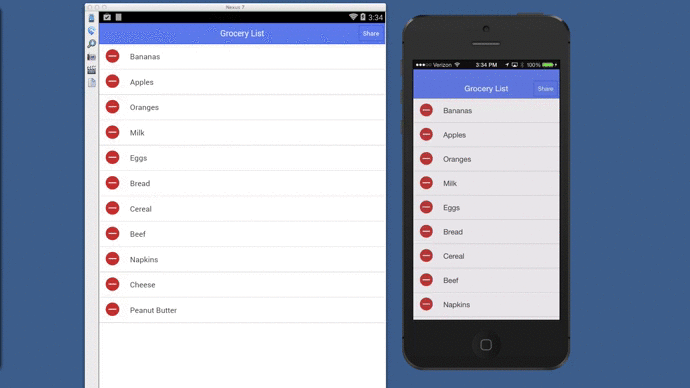 Nexus 7
3:34
Grocery List
Share
Bananas
Apples
Oranges
Milk
Eggs
Bread
Cereal
Beef
Napkins
Cheese
Peanut Butter
Verizon 3:34 PM 100%
Grocery List
Share
Bananas
Apples
Oranges
Milk
Eggs
Bread
Cereal
Beef
Napkins